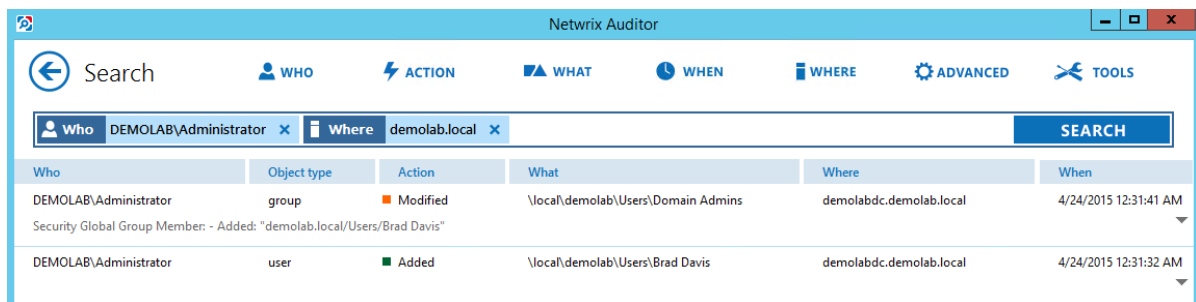 Netwrix Auditor
Search WHO ACTION WHAT WHEN WHERE ADVANCED TOOLS
Who DEMOLAB\Administrator × Where demolab.local × SEARCH
Who Object type Action What Where When
DEMOLAB\Administrator group Modified \local\demolab\Users\Domain Admins demolabdc.demolab.local 4/24/2015 12:31:41 AM
Security Global Group Member: - Added: "demolab.local/Users/Brad Davis"
DEMOLAB\Administrator user Added \local\demolab\Users\Brad Davis demolabdc.demolab.local 4/24/2015 12:31:32 AM